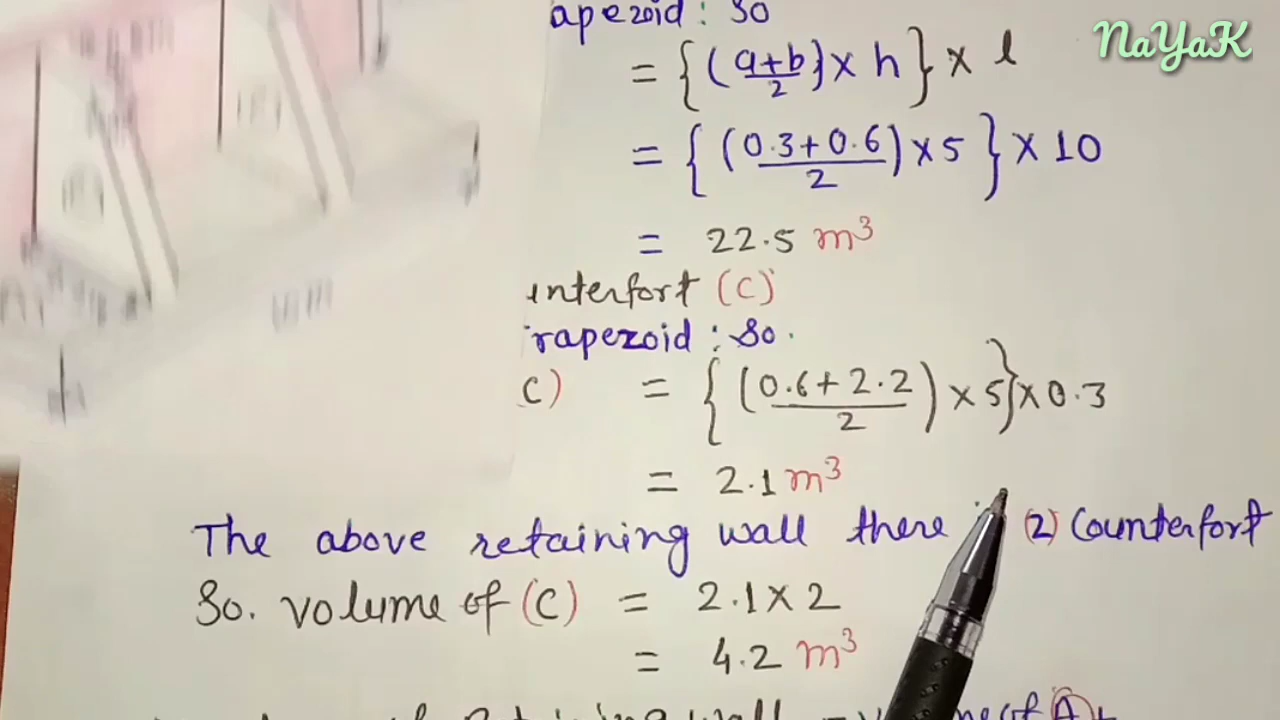 apezoid : So
NaYaK
= {(a+b/2) × h} × l
= {(0.3+0.6)/2 × 5} × 10
= 22.5 m³
unterfort (C)
rapezoid : So.
C) = {(0.6+2.2)/2 × 5} × 0.3
= 2.1 m³
The above retaining wall there (2) Counterfort
So. volume of (C) = 2.1 × 2
= 4.2 m³
wall